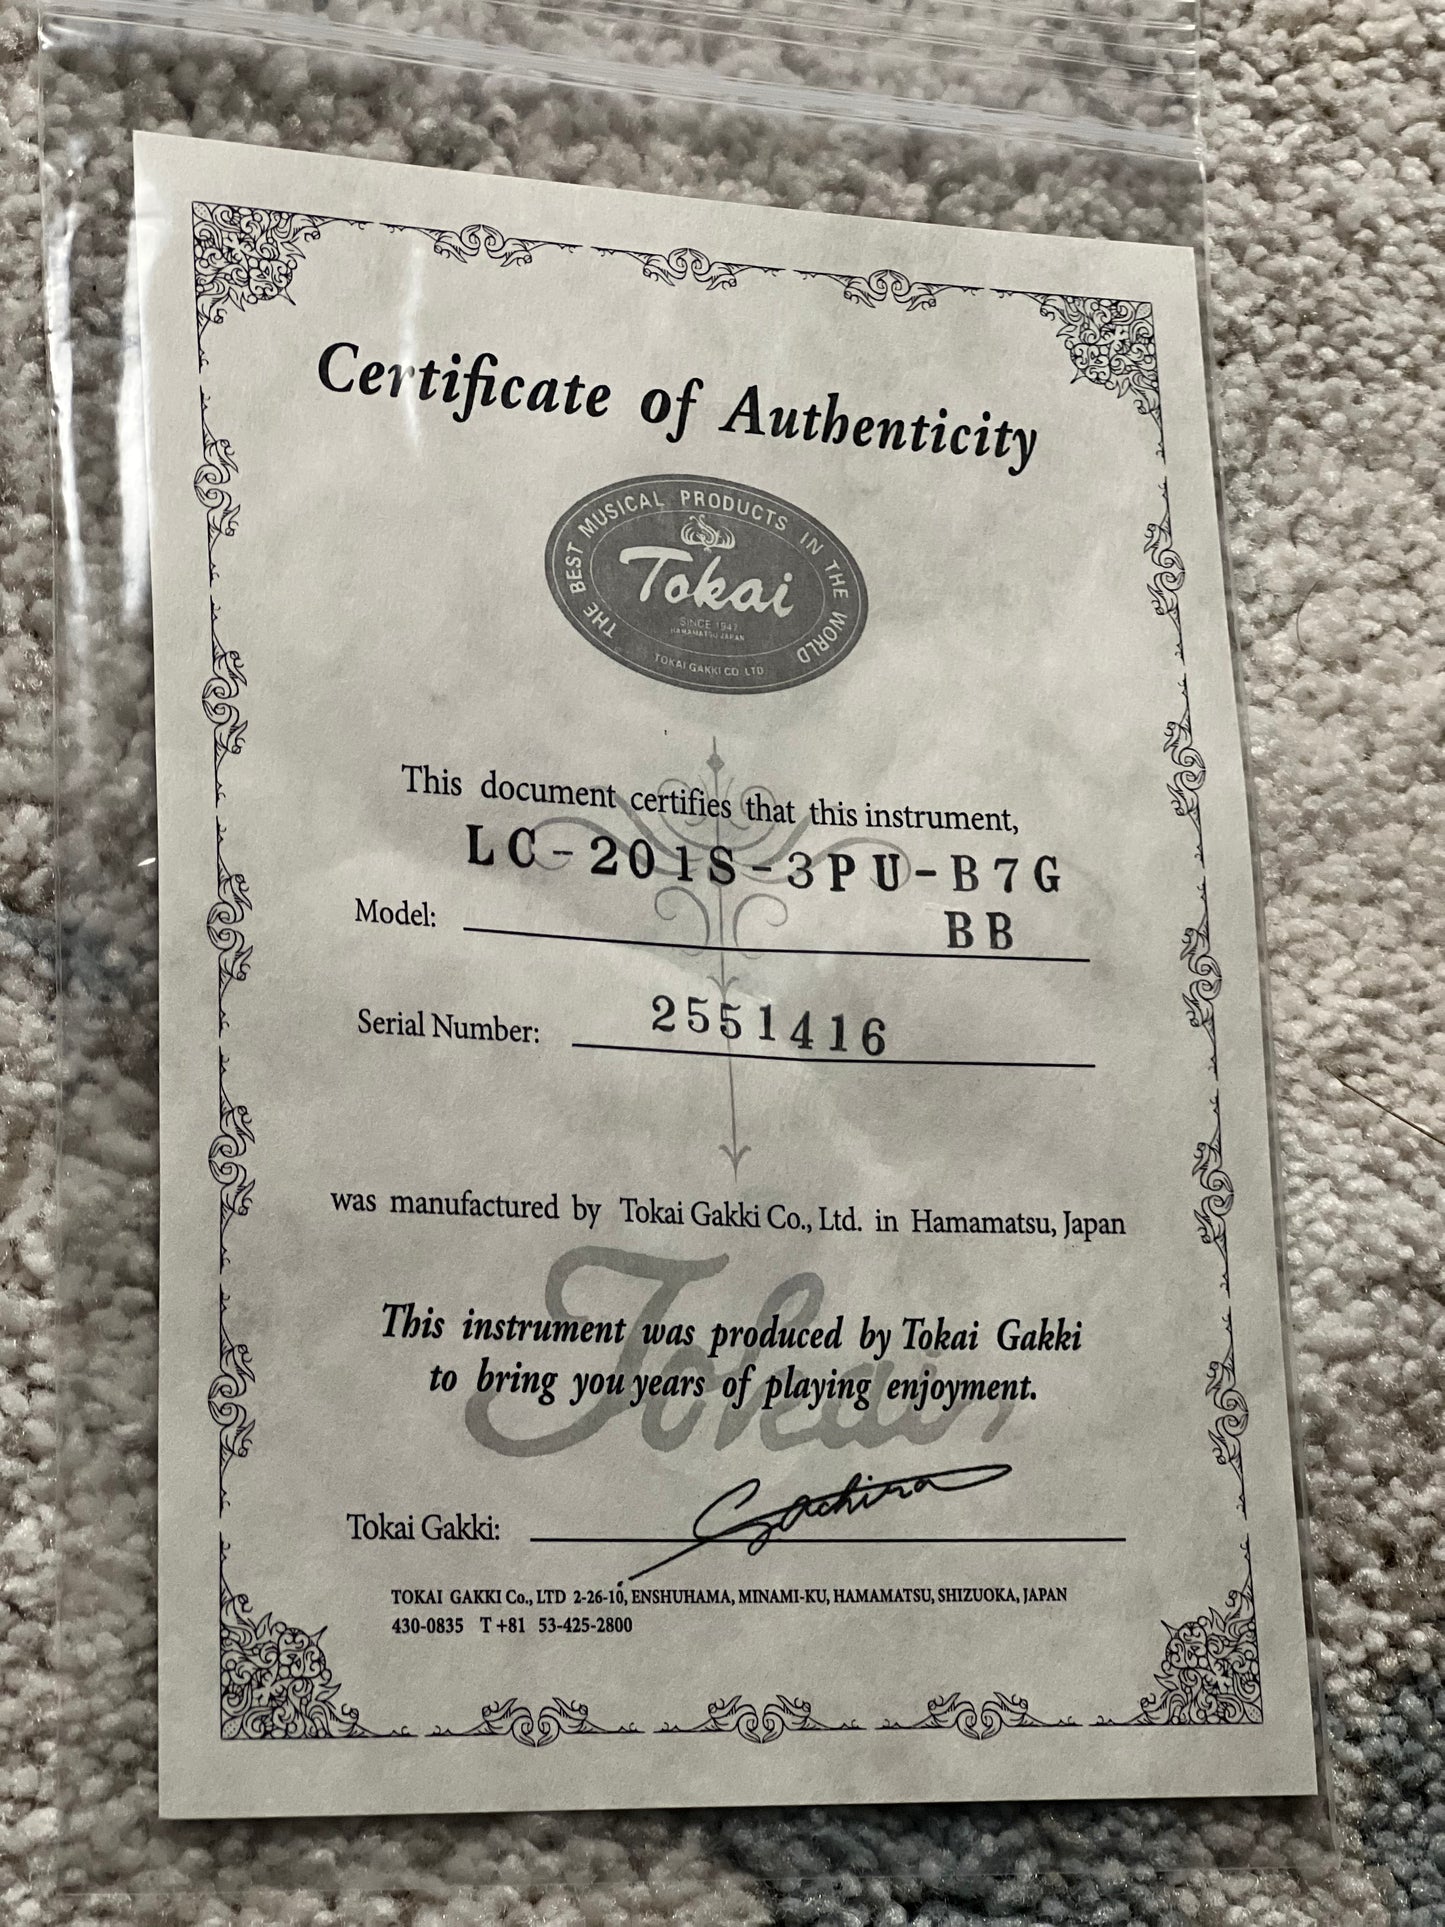 Certificate of Authenticity
THE BEST MUSICAL PRODUCTS IN THE WORLD
Tokai
SINCE 1947
HAMAMATSU JAPAN
TOKAI GAKKI CO. LTD.
This document certifies that this instrument,
LC-201S-3PU-B7G
Model: BB
Serial Number: 2551416
was manufactured by Tokai Gakki Co., Ltd. in Hamamatsu, Japan
Tokai
This instrument was produced by Tokai Gakki
to bring you years of playing enjoyment.
Tokai Gakki:
TOKAI GAKKI Co., LTD 2-26-10, ENSHUHAMA, MINAMI-KU, HAMAMATSU, SHIZUOKA, JAPAN
430-0835 T +81 53-425-2800